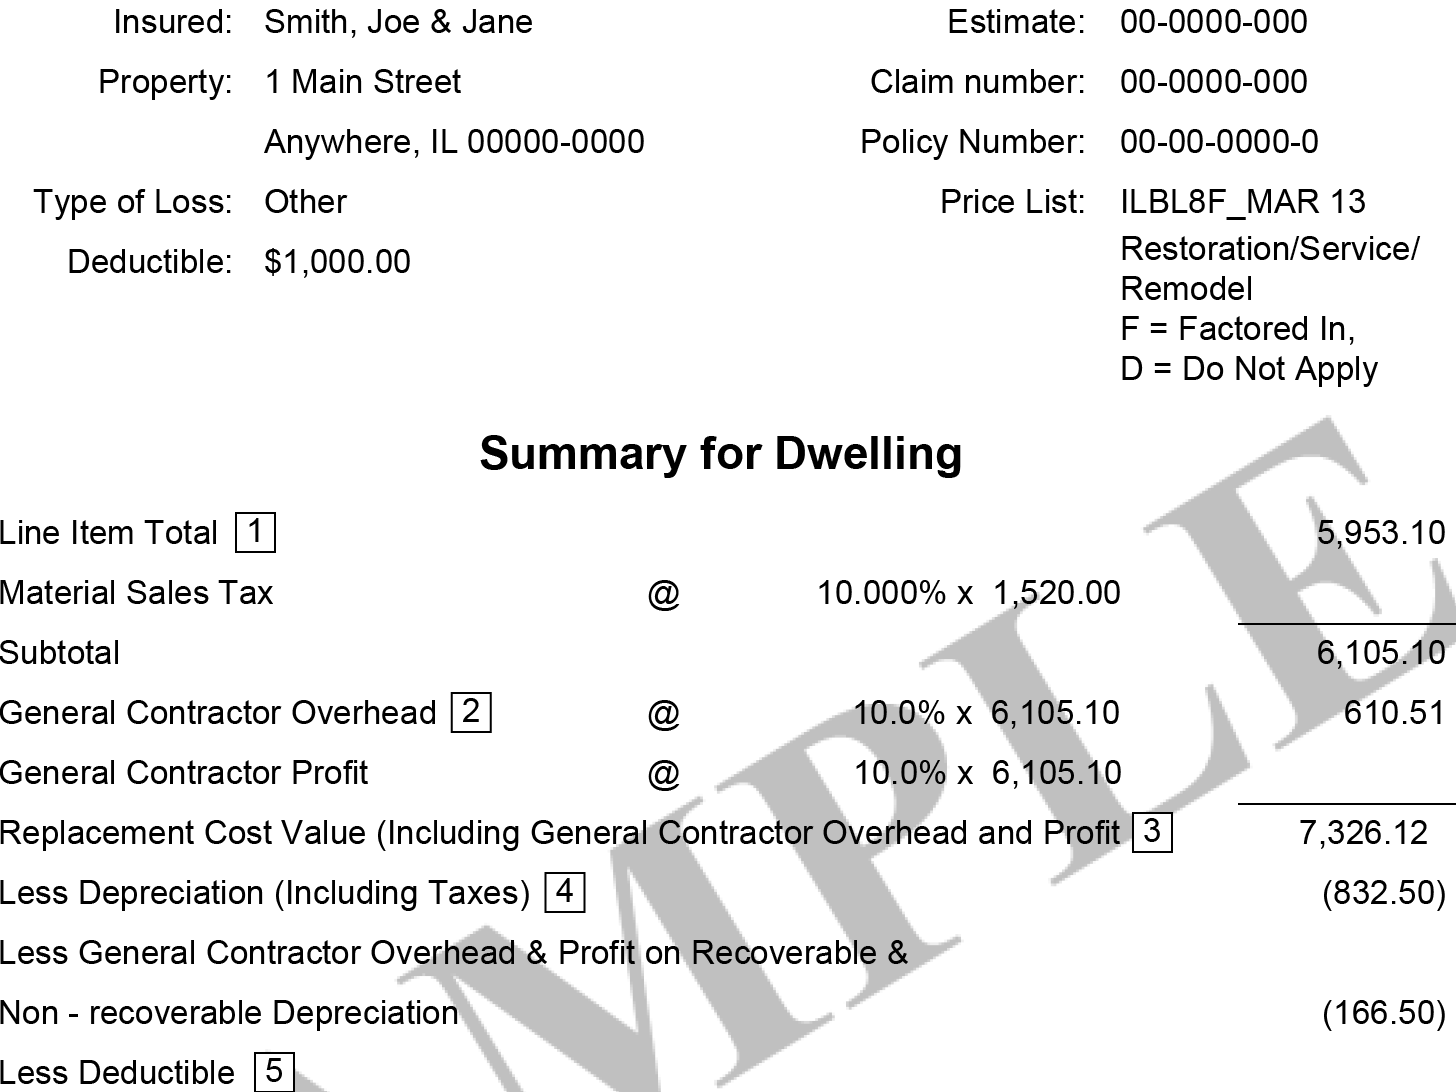 Insured: Smith, Joe & Jane Estimate: 00-0000-000
Property: 1 Main Street Claim number: 00-0000-000
Anywhere, IL 00000-0000 Policy Number: 00-00-0000-0
Type of Loss: Other Price List: ILBL8F_MAR 13
Deductible: $1,000.00 Restoration/Service/
Remodel
F = Factored In,
D = Do Not Apply
Summary for Dwelling
Line Item Total 1 5,953.10
Material Sales Tax @ 10.000% x 1,520.00
Subtotal 6,105.10
General Contractor Overhead 2 @ 10.0% x 6,105.10 610.51
General Contractor Profit @ 10.0% x 6,105.10
Replacement Cost Value (Including General Contractor Overhead and Profit 3 7,326.12
Less Depreciation (Including Taxes) 4 (832.50)
Less General Contractor Overhead & Profit on Recoverable &
Non - recoverable Depreciation (166.50)
Less Deductible 5
AMPLE